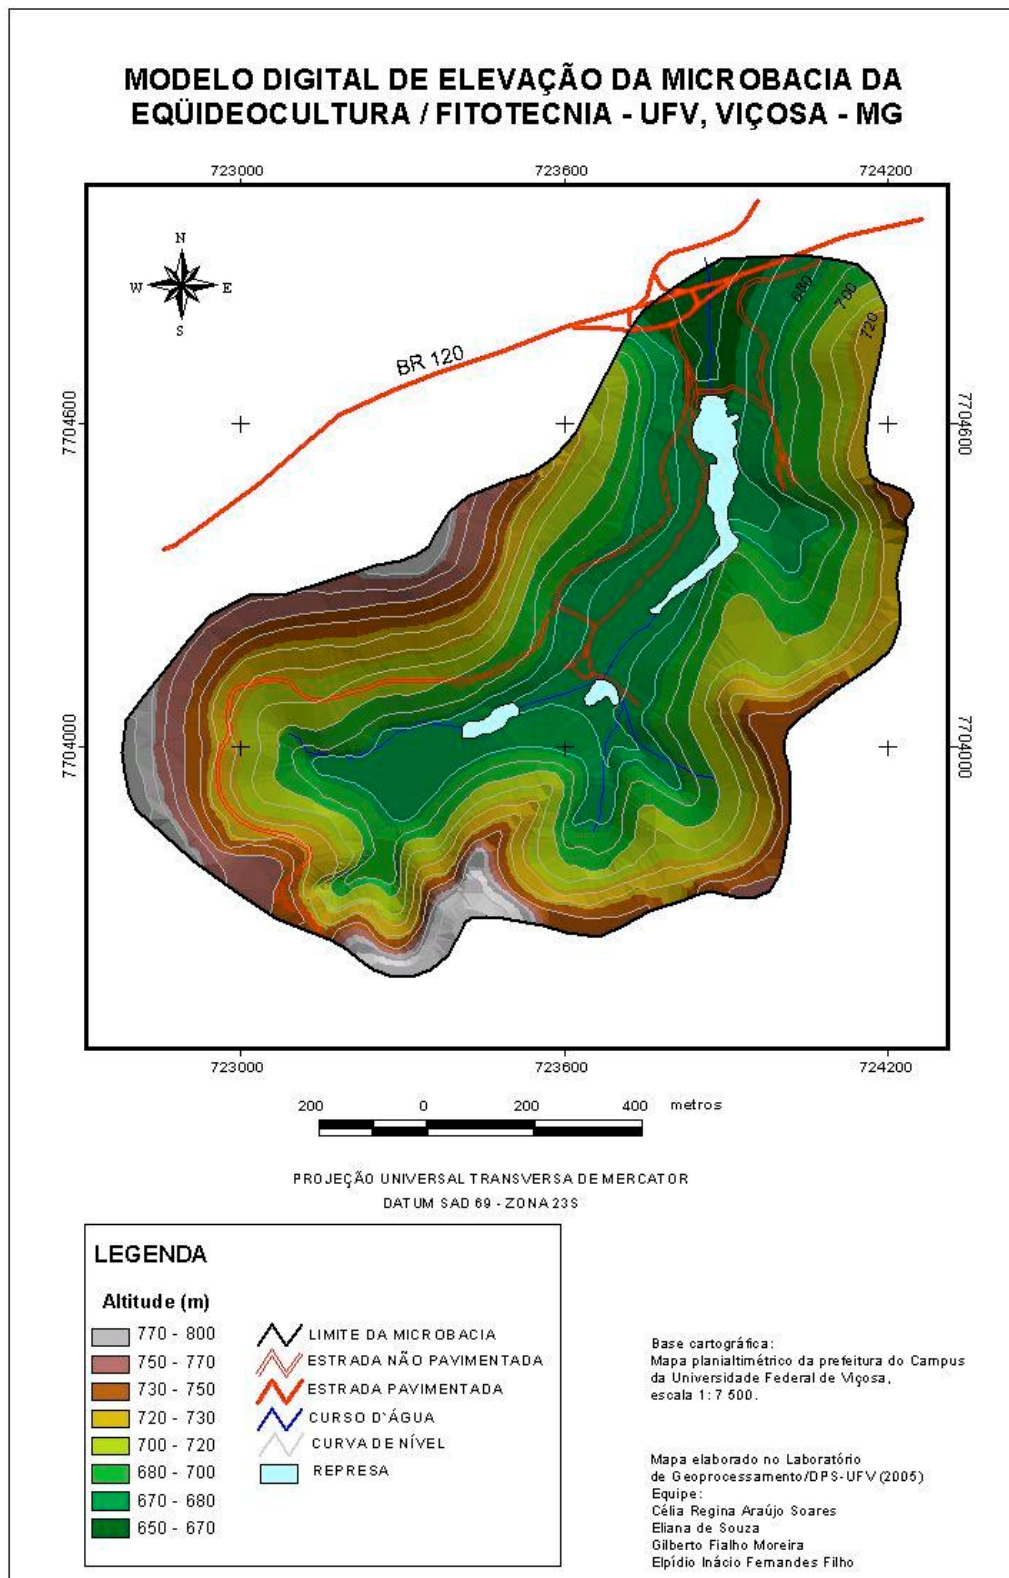 MODELO DIGITAL DE ELEVAÇÃO DA MICROBACIA DA
EQÜIDEOCULTURA / FITOTECNIA - UFV, VIÇOSA - MG
723000 723600 724200
N
W E
S
BR 120
680
700
720
7704600 7704600
7704000 7704000
723000 723600 724200
200 0 200 400 metros
PROJEÇÃO UNIVERSAL TRANSVERSA DE MERCATOR
DATUM SAD 69 - ZONA 23S
LEGENDA
Altitude (m)
770 - 800
750 - 770
730 - 750
720 - 730
700 - 720
680 - 700
670 - 680
650 - 670
LIMITE DA MICROBACIA
ESTRADA NÃO PAVIMENTADA
ESTRADA PAVIMENTADA
CURSO D`ÁGUA
CURVA DE NÍVEL
REPRESA
Base cartográfica:
Mapa planialtimétrico da prefeitura do Campus
da Universidade Federal de Viçosa,
escala 1: 7 500.
Mapa elaborado no Laboratório
de Geoprocessamento/DPS-UFV (2005)
Equipe:
Célia Regina Araújo Soares
Eliana de Souza
Gilberto Fialho Moreira
Elpídio Inácio Fernandes Filho